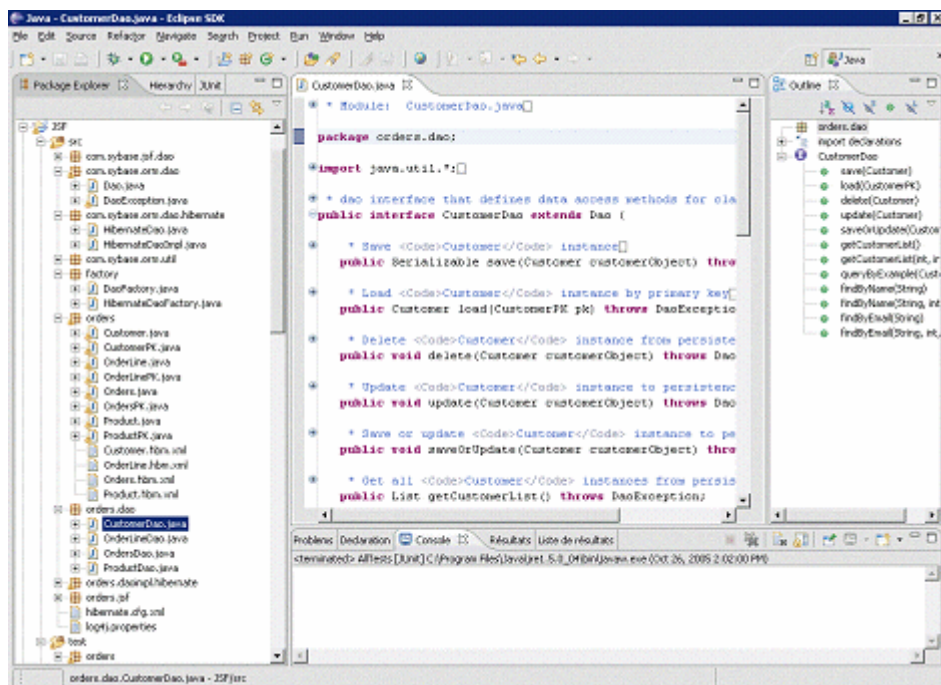 Java - CustomerDao.java - Eclipse SDK
File Edit Source Refactor Navigate Search Project Run Window Help
Java
Package Explorer Hierarchy JUnit
JSF
src
com.sybase.jsf.dao
com.sybase.orm.dao
Dao.java
DaoException.java
com.sybase.orm.dao.hibernate
HibernateDao.java
HibernateDaoImpl.java
com.sybase.orm.util
factory
DaoFactory.java
HibernateDaoFactory.java
orders
Customer.java
CustomerPK.java
OrderLine.java
OrderLinePK.java
Orders.java
OrdersPK.java
Product.java
ProductPK.java
Customer.hbm.xml
OrderLine.hbm.xml
Orders.hbm.xml
Product.hbm.xml
orders.dao
CustomerDao.java
OrderLineDao.java
OrdersDao.java
ProductDao.java
orders.daoimpl.hibernate
orders.jsf
hibernate.cfg.xml
log4j.properties
test
orders
CustomerDao.java
* Module: CustomerDao.java
package orders.dao;
import java.util.*;
* dao interface that defines data access methods for cla
public interface CustomerDao extends Dao {
* Save <Code>Customer</Code> instance
public Serializable save(Customer customerObject) throw
* Load <Code>Customer</Code> instance by primary key
public Customer load(CustomerPK pk) throws DaoExceptio
* Delete <Code>Customer</Code> instance from persiste
public void delete(Customer customerObject) throws Dao
* Update <Code>Customer</Code> instance to persistenc
public void update(Customer customerObject) throws Dao
* Save or update <Code>Customer</Code> instance to pe
public void saveOrUpdate(Customer customerObject) thro
* Get all <Code>Customer</Code> instances from persis
public List getCustomerList() throws DaoException;
Outline
orders.dao
import declarations
CustomerDao
save(Customer)
load(CustomerPK)
delete(Customer)
update(Customer)
saveOrUpdate(Custom
getCustomerList()
getCustomerList(int, in
queryByExample(Custo
findByName(String)
findByName(String, int
findByEmail(String)
findByEmail(String, int,
Problems Declaration Console Résultats Liste de résultats
<terminated> AllTests [JUnit] C:\Program Files\Java\jre1.5.0_04\bin\javaw.exe (Oct 26, 2005 2:02:00 PM)
orders.dao.CustomerDao.java - JSF/src